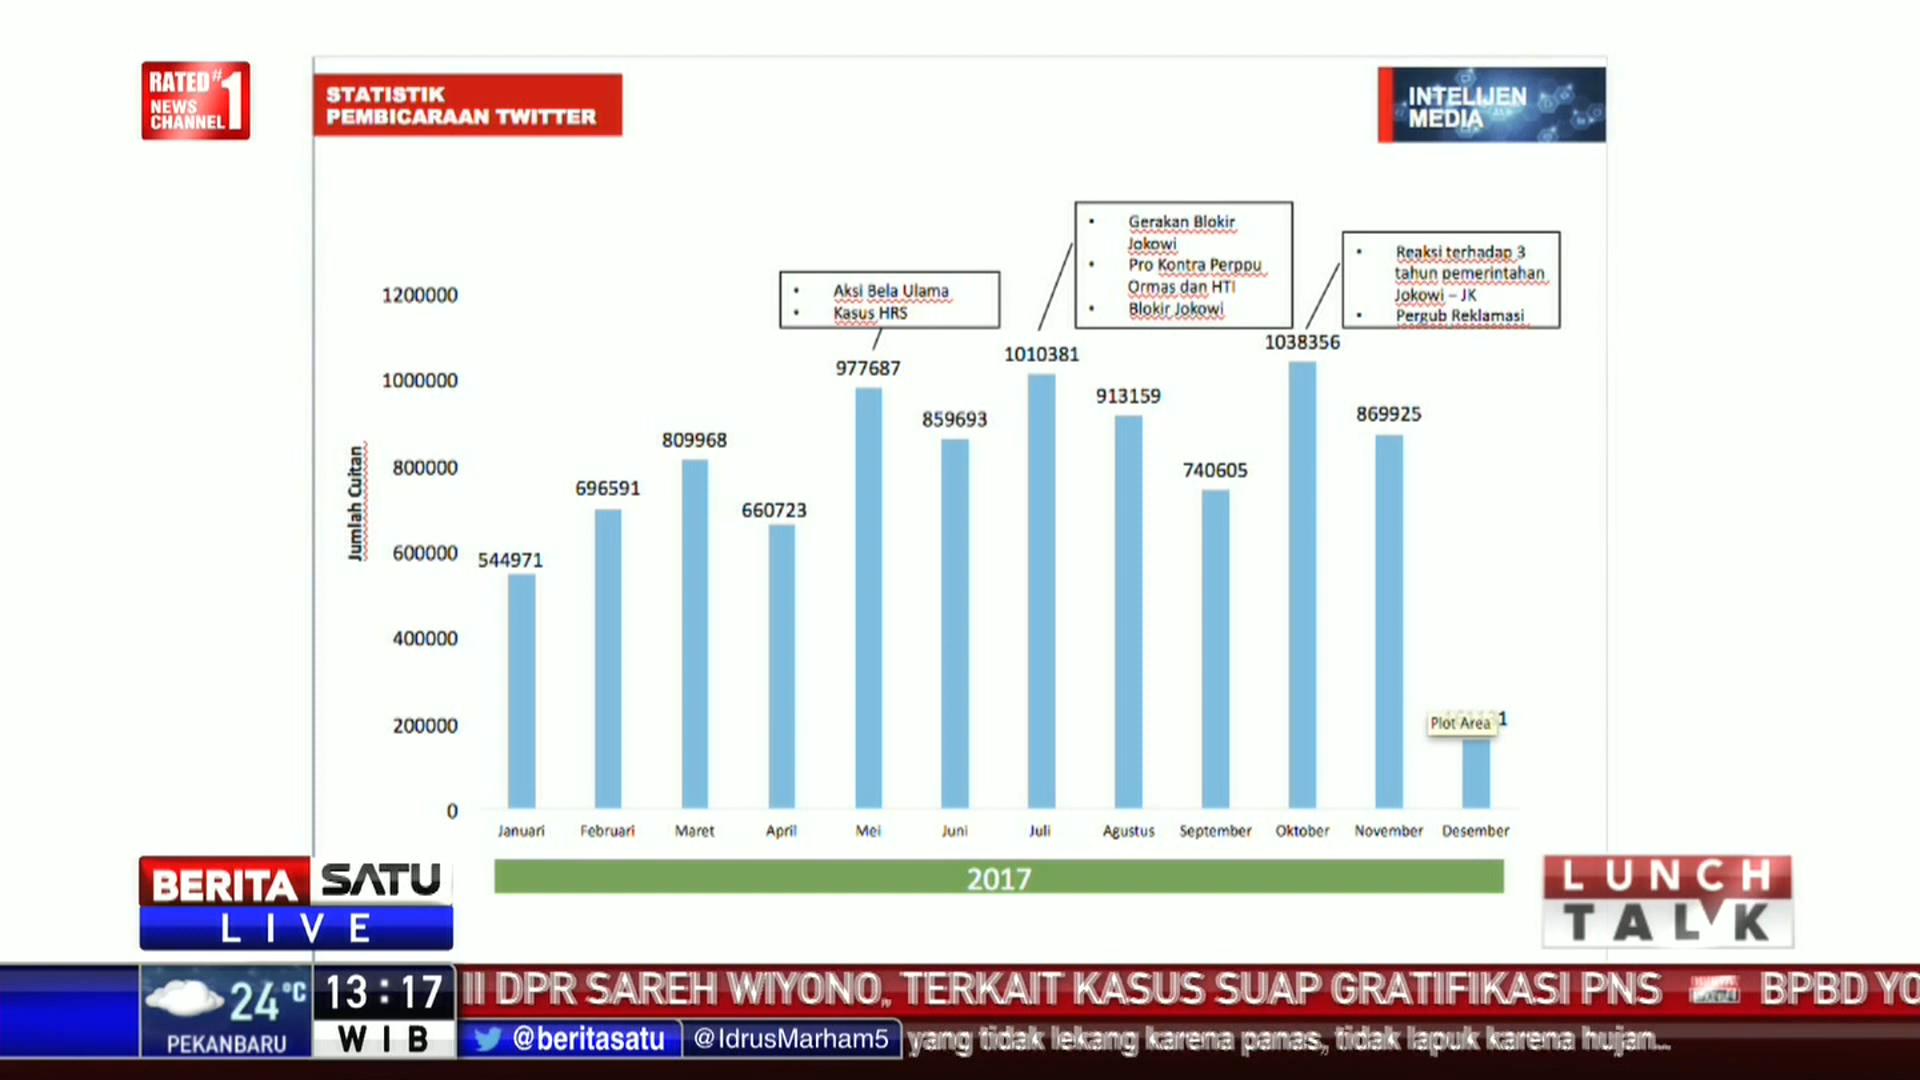 RATED #1
NEWS
CHANNEL
STATISTIK
PEMBICARAAN TWITTER
INTELIJEN
MEDIA
• Gerakan Blokir
Jokowi
• Pro Kontra Perppu
Ormas dan HTI
• Blokir Jokowi
• Reaksi terhadap 3
tahun pemerintahan
Jokowi – JK
• Pergub Reklamasi
• Aksi Bela Ulama
• Kasus HRS
Jumlah Cuitan
1200000
1000000
800000
600000
400000
200000
0
544971
696591
809968
660723
977687
859693
1010381
913159
740605
1038356
869925
Plot Area
Januari Februari Maret April Mei Juni Juli Agustus September Oktober November Desember
2017
BERITA SATU
LIVE
LUNCH
TALK
24°C
PEKANBARU
13:17
WIB
II DPR SAREH WIYONO, TERKAIT KASUS SUAP GRATIFIKASI PNS BPBD YO
@beritasatu @IdrusMarham5 yang tidak lekang karena panas, tidak lapuk karena hujan...